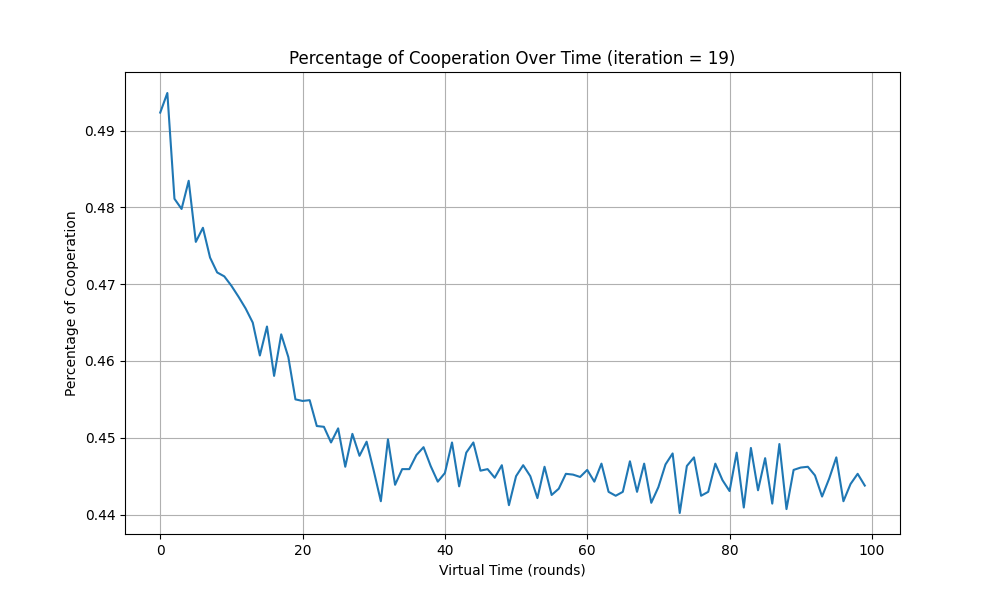 Percentage of Cooperation Over Time (iteration = 19)
Percentage of Cooperation
0.49
0.48
0.47
0.46
0.45
0.44
0 20 40 60 80 100
Virtual Time (rounds)